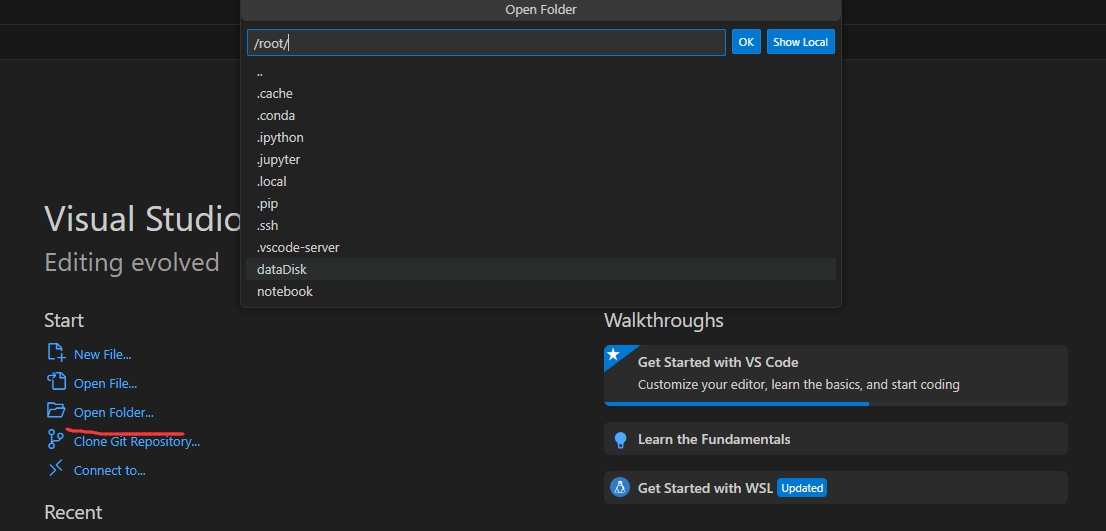 Open Folder
/root/
OK
Show Local
..
.cache
.conda
.ipython
.jupyter
.local
.pip
.ssh
.vscode-server
dataDisk
notebook
Visual Studio
Editing evolved
Start
New File...
Open File...
Open Folder...
Clone Git Repository...
Connect to...
Recent
Walkthroughs
Get Started with VS Code
Customize your editor, learn the basics, and start coding
Learn the Fundamentals
Get Started with WSL Updated